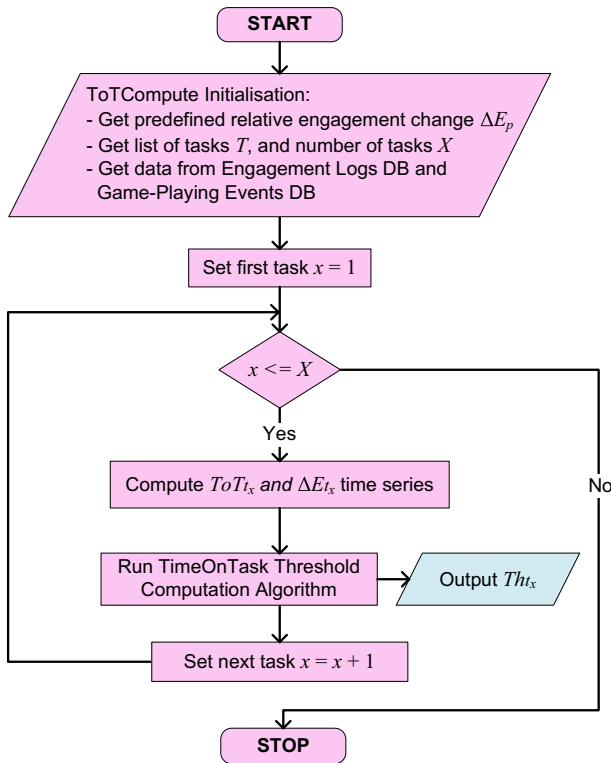 START
ToTCompute Initialisation:
- Get predefined relative engagement change ΔEₚ
- Get list of tasks T, and number of tasks X
- Get data from Engagement Logs DB and
Game-Playing Events DB
Set first task x = 1
x <= X
Yes
No
Compute ToTtₓ and ΔEtₓ time series
Run TimeOnTask Threshold
Computation Algorithm
Output Thtₓ
Set next task x = x + 1
STOP